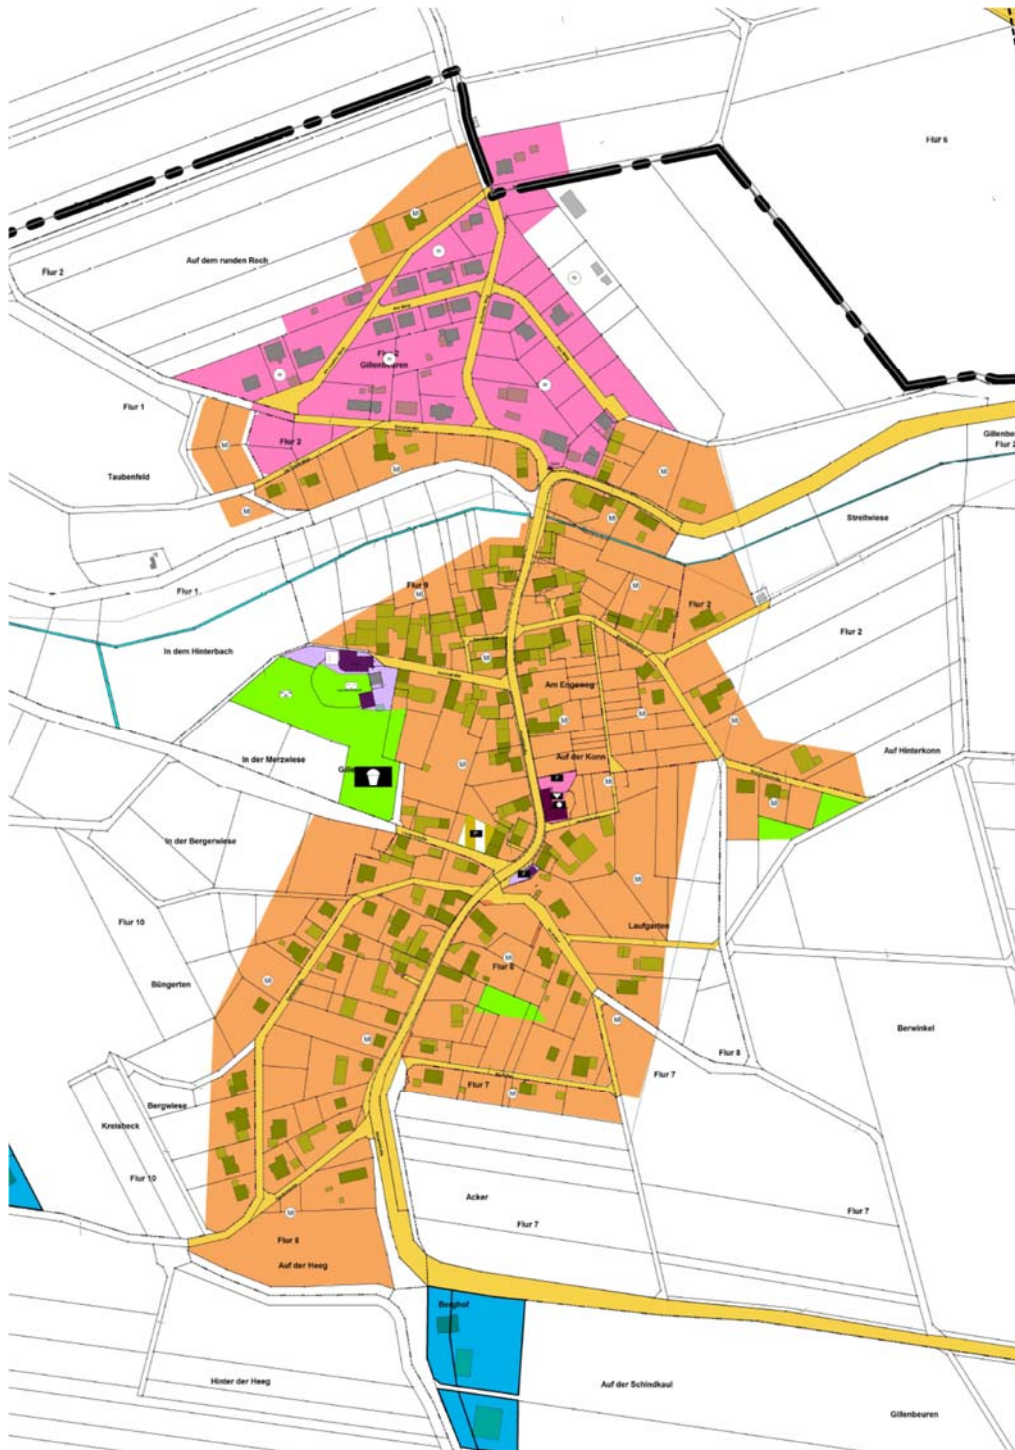 Flur 6
M
Auf dem runden Rech
Flur 2
W
W
W
Flur 2
Gillenbeuren
W
W
Flur 1
Flur 2
M
M
M
Taubenfeld
M
M
Streitwiese
Flur 2
Flur 1
Flur 9
M
M
Flur 2
In dem Hinterbach
Flur 2
M
Am Engeweg
M
M
M
In der Merzwiese
M
Auf der Konn
Auf Hinterkonn
M
M
P
In der Bergerwiese
P
M
Flur 10
Laufgarten
M
Flur 8
M
Büngerten
M
Berwinkel
M
Flur 8
Flur 7
Flur 7
M
Bergwiese
Kreisheck
Flur 10
Acker
Flur 7
Flur 7
M
Flur 8
Auf der Heeg
Berghof
Hinter der Heeg
Auf der Schindkaul
Gillenbeuren